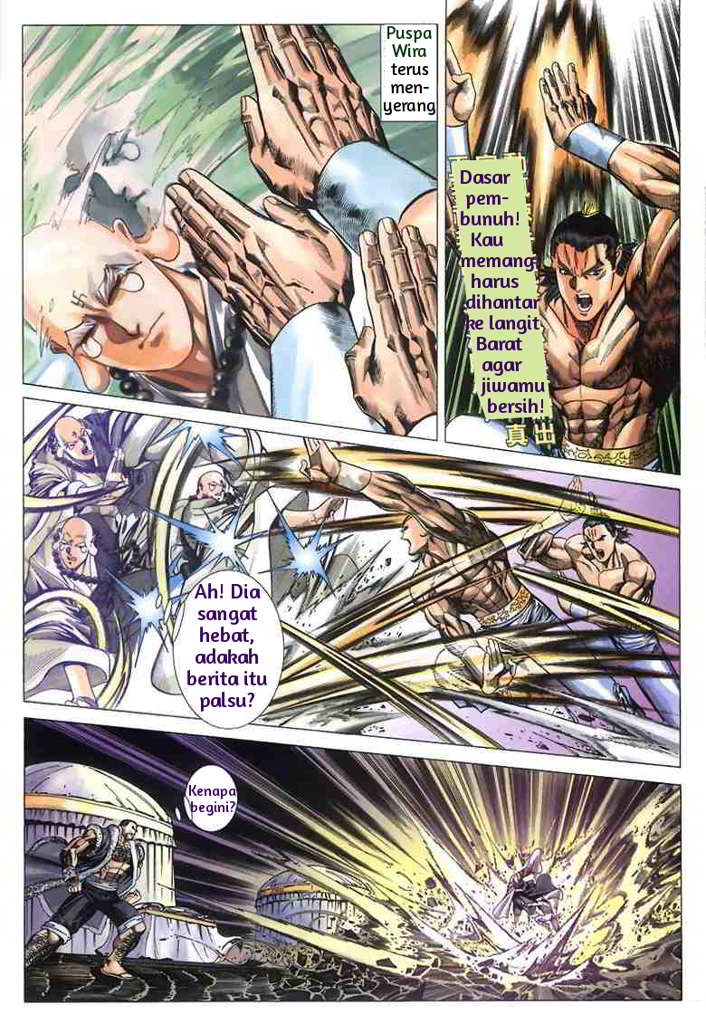 Puspa
Wira
terus
men-
yerang
Dasar
pem-
bunuh!
Kau
memang
harus
dihantar
ke langit
Barat
agar
jiwamu
bersih!
Ah! Dia
sangat
hebat,
adakah
berita itu
palsu?
Kenapa
begini?